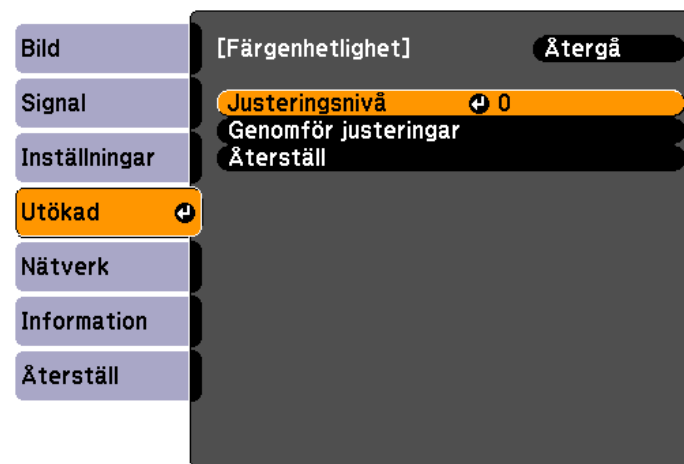 Bild
Signal
Inställningar
Utökad
Nätverk
Information
Återställ
[Färgenhetlighet] Återgå
Justeringsnivå 0
Genomför justeringar
Återställ